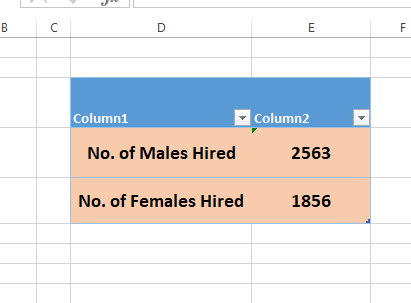 B C D E F
Column1 Column2
No. of Males Hired 2563
No. of Females Hired 1856